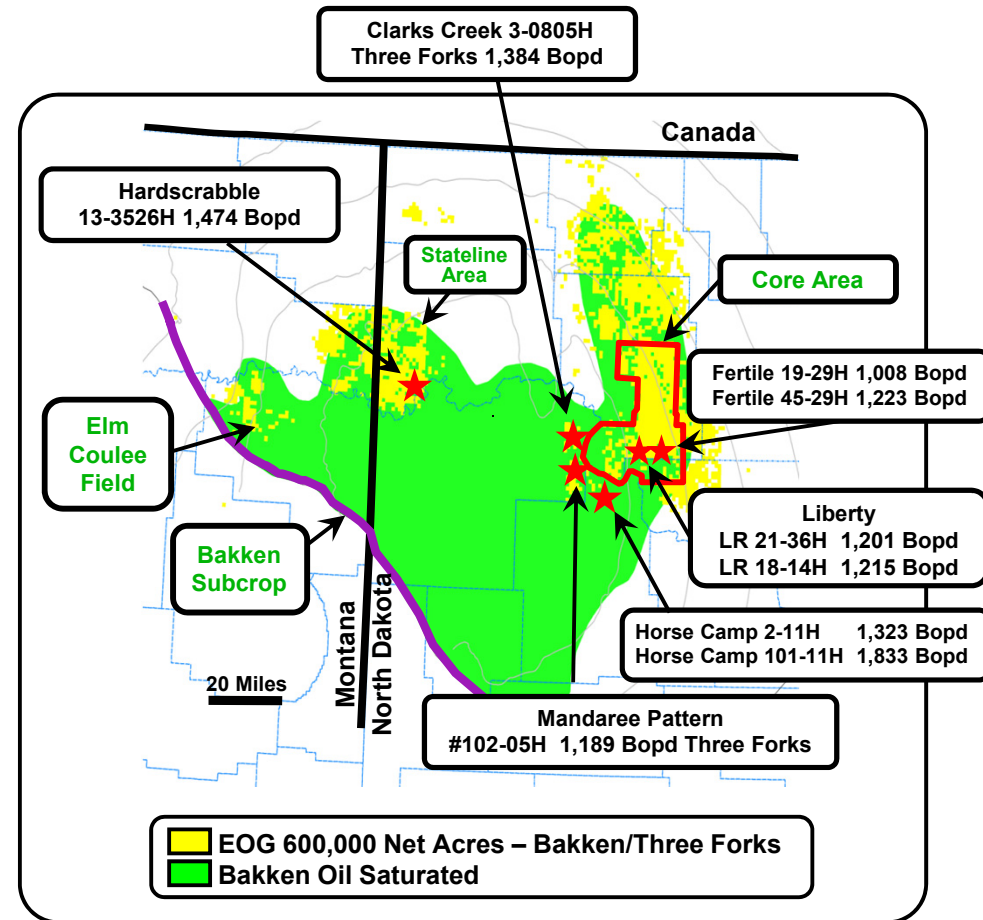 Clarks Creek 3-0805H
Three Forks 1,384 Bopd
Canada
Hardscrabble
13-3526H 1,474 Bopd
Stateline
Area
Core Area
Fertile 19-29H 1,008 Bopd
Fertile 45-29H 1,223 Bopd
Elm
Coulee
Field
Liberty
LR 21-36H 1,201 Bopd
LR 18-14H 1,215 Bopd
Bakken
Subcrop
Montana
North Dakota
Horse Camp 2-11H 1,323 Bopd
Horse Camp 101-11H 1,833 Bopd
20 Miles
Mandaree Pattern
#102-05H 1,189 Bopd Three Forks
EOG 600,000 Net Acres – Bakken/Three Forks
Bakken Oil Saturated